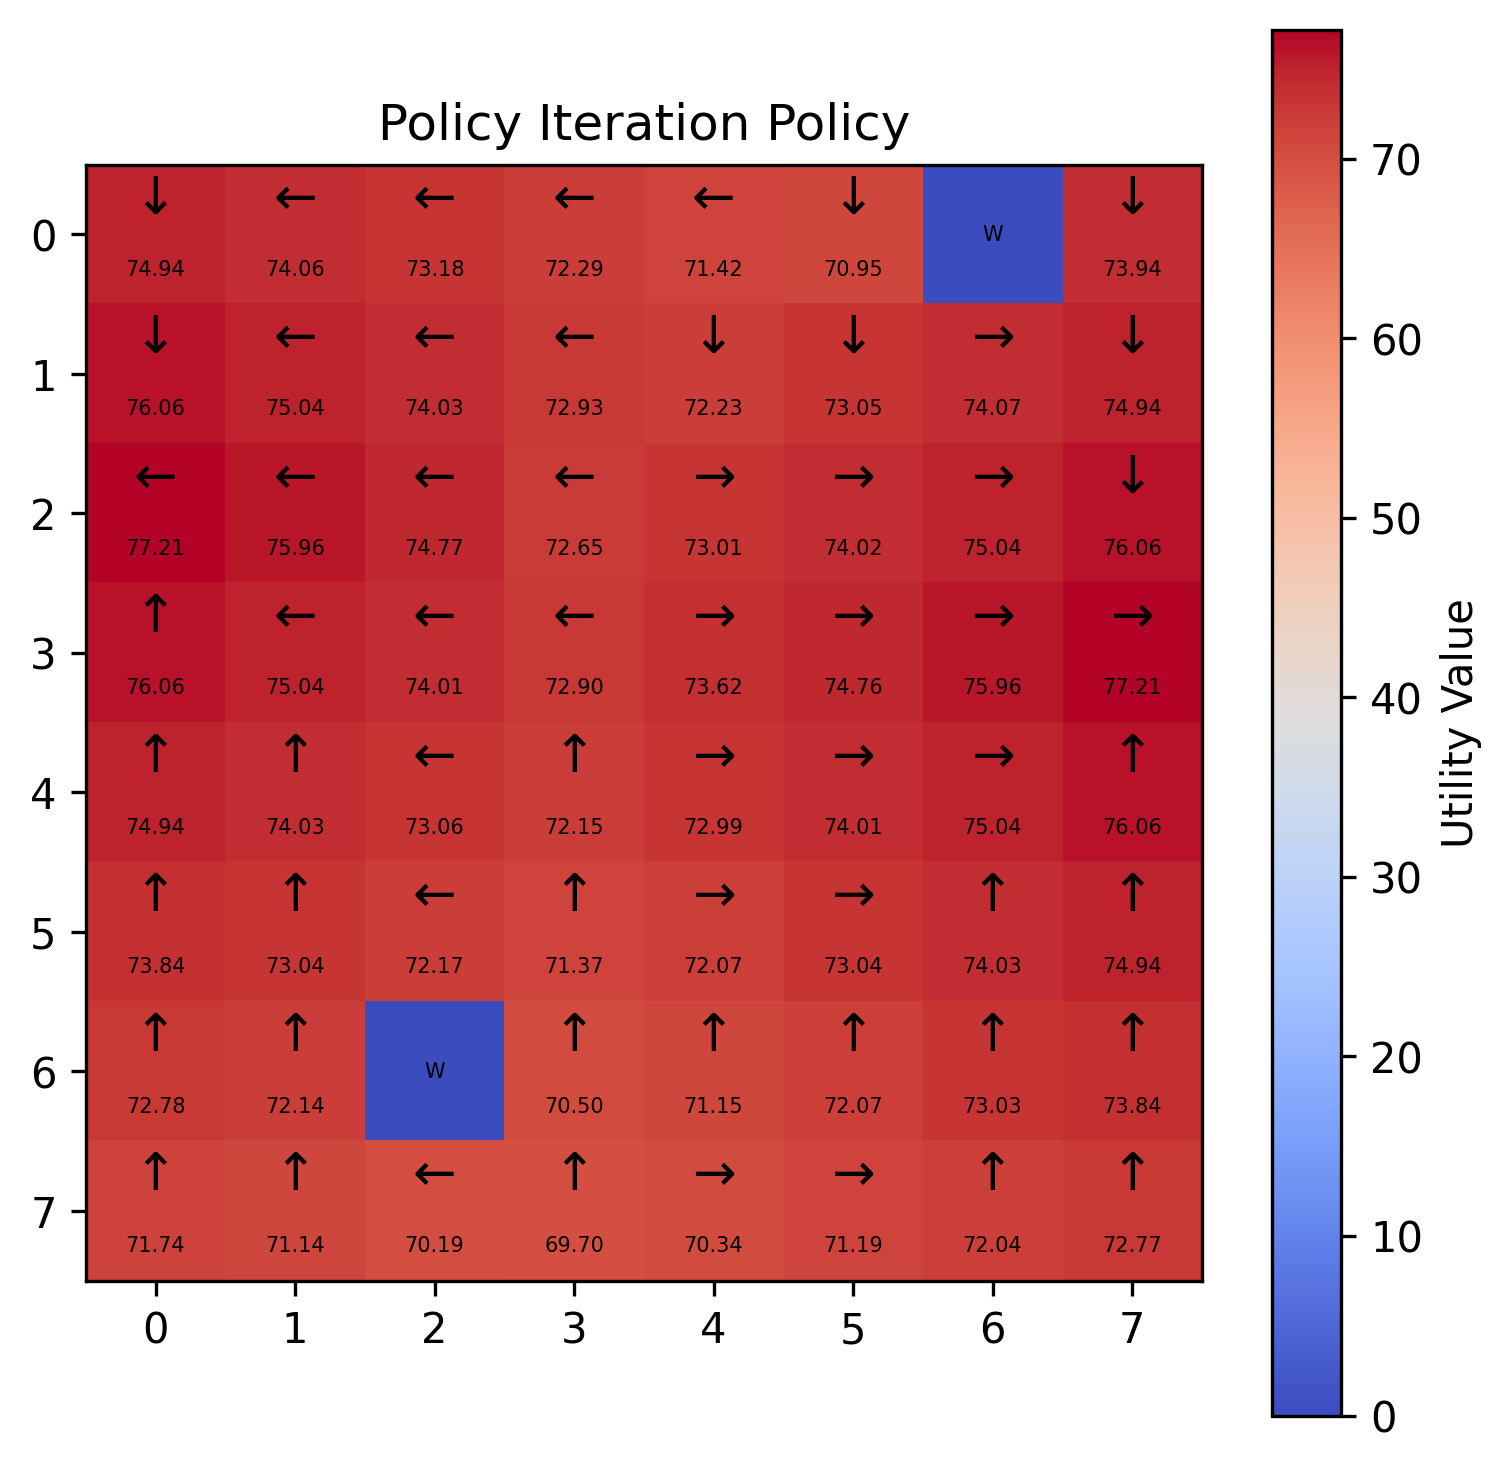 Policy Iteration Policy
↓ ← ← ← ← ↓ W ↓
0 74.94 74.06 73.18 72.29 71.42 70.95 73.94
↓ ← ← ← ↓ ↓ → ↓
1 76.06 75.04 74.03 72.93 72.23 73.05 74.07 74.94
← ← ← ← → → → ↓
2 77.21 75.96 74.77 72.65 73.01 74.02 75.04 76.06
↑ ← ← ← → → → →
3 76.06 75.04 74.01 72.90 73.62 74.76 75.96 77.21
↑ ↑ ← ↑ → → → ↑
4 74.94 74.03 73.06 72.15 72.99 74.01 75.04 76.06
↑ ↑ ← ↑ → → ↑ ↑
5 73.84 73.04 72.17 71.37 72.07 73.04 74.03 74.94
↑ ↑ W ↑ ↑ ↑ ↑ ↑
6 72.78 72.14 70.50 71.15 72.07 73.03 73.84
↑ ↑ ← ↑ → → ↑ ↑
7 71.74 71.14 70.19 69.70 70.34 71.19 72.04 72.77
0 1 2 3 4 5 6 7
70
60
50
40
30
20
10
0
Utility Value